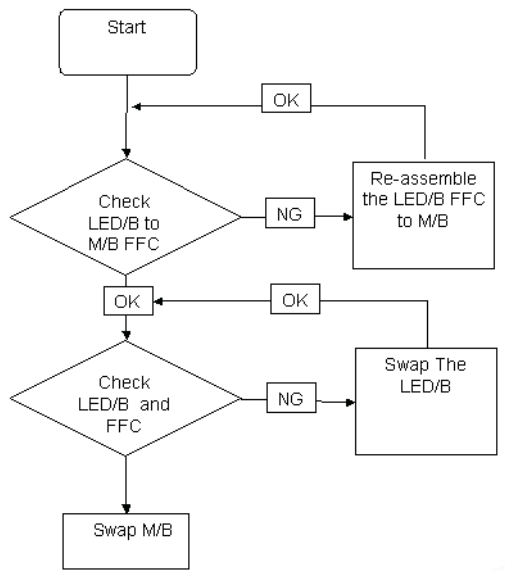 Start
OK
Check
LED/B to
M/B FFC
NG
Re-assemble
the LED/B FFC
to M/B
OK
OK
Check
LED/B and
FFC
NG
Swap The
LED/B
Swap M/B